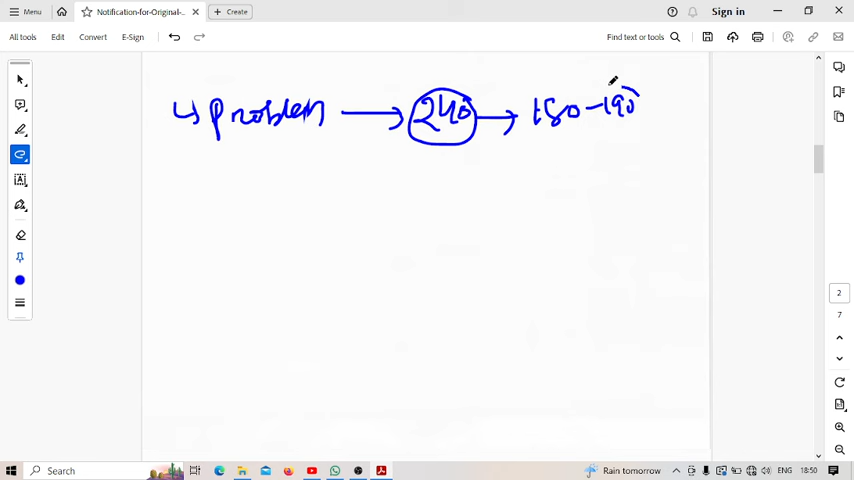 Menu
Notification-for-Original-...
Create
Sign in
All tools Edit Convert E-Sign
Find text or tools
↳ Problem → 240 → 180-190
2
7
Search
Rain tomorrow
ENG
18:50